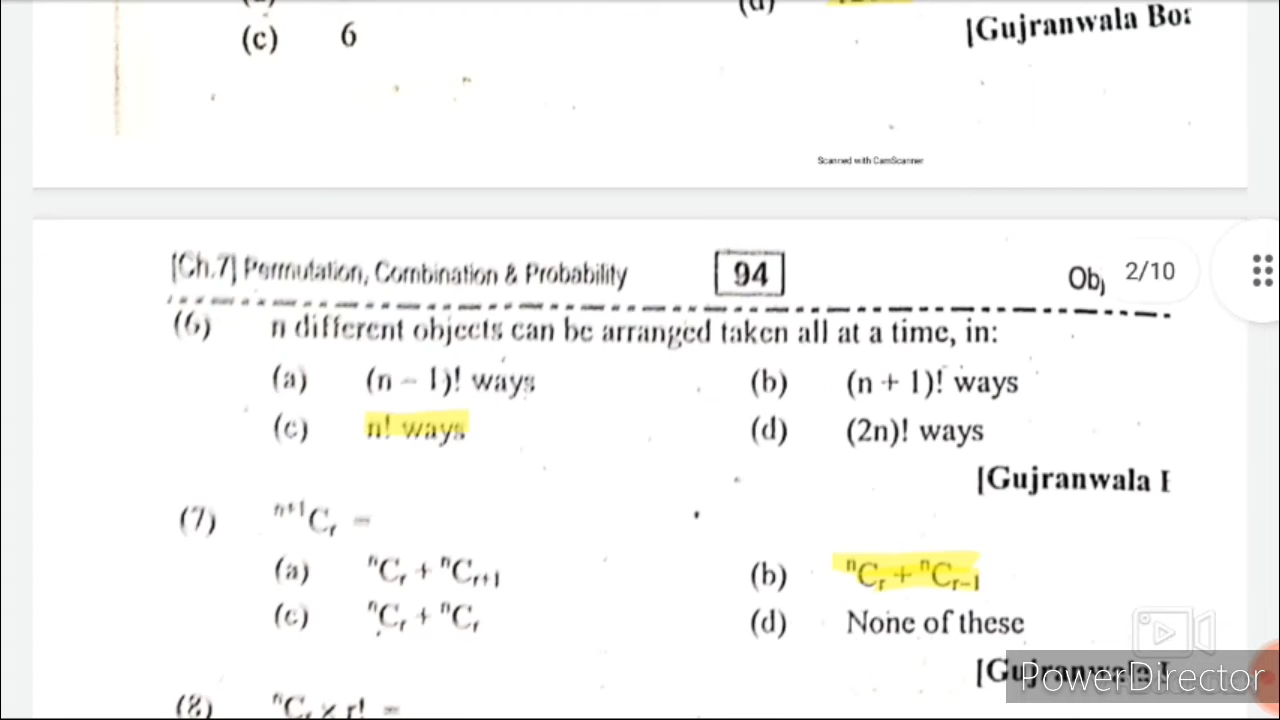 (c) 6
[Gujranwala Bo
Scanned with CamScanner
[Ch.7] Permutation, Combination & Probability 94 Obj 2/10
(6) n different objects can be arranged taken all at a time, in:
(a) (n – 1)! ways (b) (n + 1)! ways
(c) n! ways (d) (2n)! ways
[Gujranwala
(7) ⁿ⁺¹Cᵣ =
(a) ⁿCᵣ + ⁿCᵣ₊₁ (b) ⁿCᵣ + ⁿCᵣ₋₁
(c) ⁿCᵣ + ⁿCᵣ (d) None of these
[Gujranwala
PowerDirector
(8) ⁿCᵣ × r! =